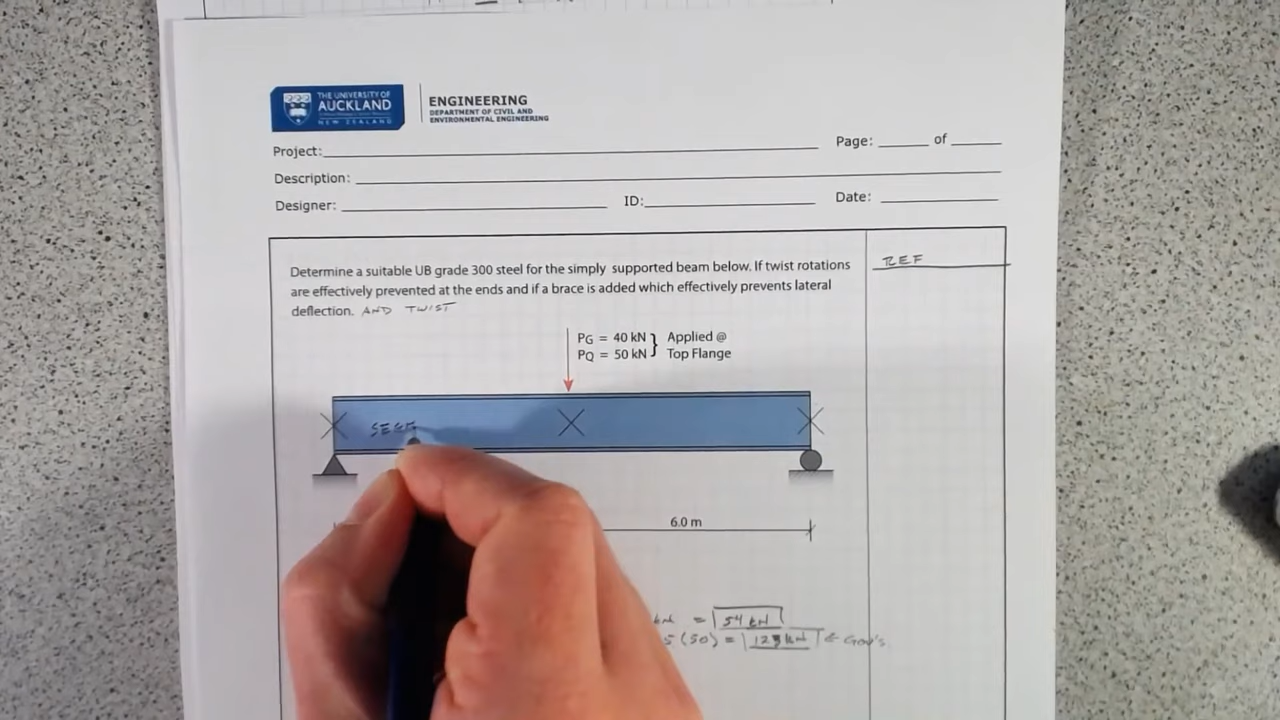 THE UNIVERSITY OF
AUCKLAND
NEW ZEALAND
ENGINEERING
DEPARTMENT OF CIVIL AND
ENVIRONMENTAL ENGINEERING
Project:
Page: of
Description:
Designer: ID: Date:
REF
Determine a suitable UB grade 300 steel for the simply supported beam below. If twist rotations
are effectively prevented at the ends and if a brace is added which effectively prevents lateral
deflection. AND TWIST
PG = 40 kN } Applied @
PQ = 50 kN Top Flange
6.0 m
= 54 kN
5 (50) = 123 kN ← Gov's